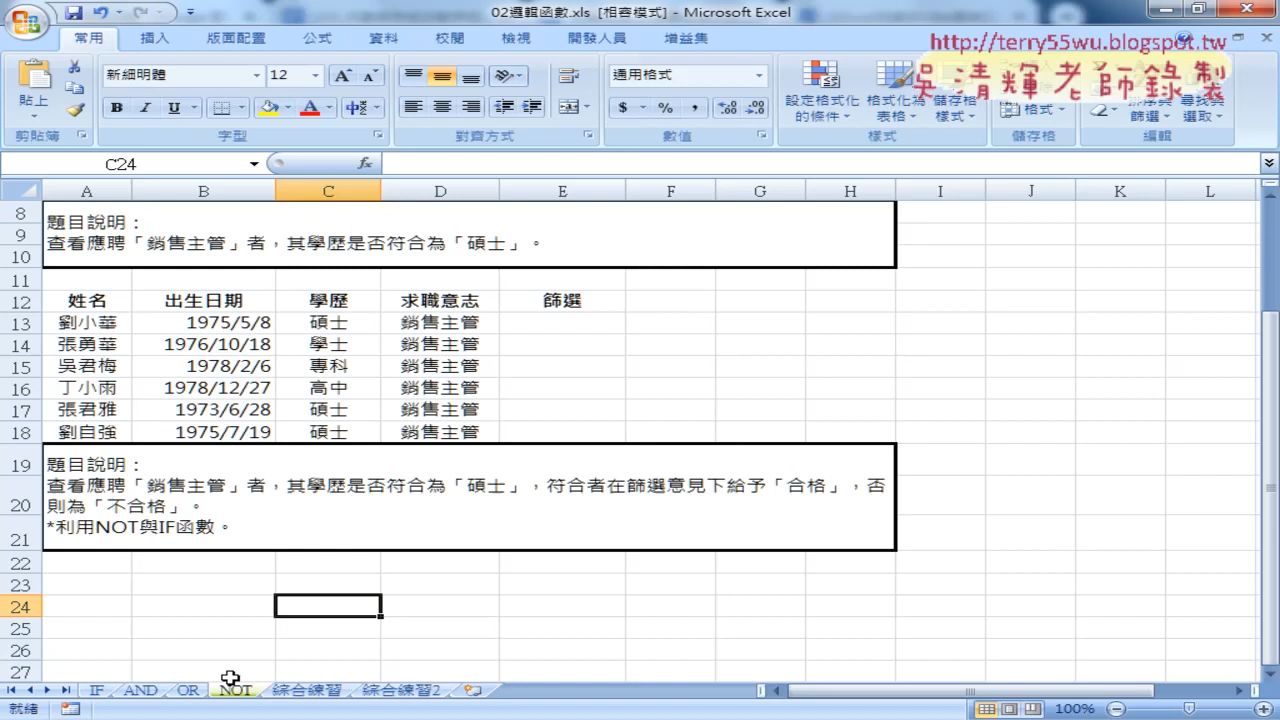 02邏輯函數.xls [相容模式] - Microsoft Excel
常用 插入 版面配置 公式 資料 校閱 檢視 開發人員 增益集
http://terry55wu.blogspot.tw
吳清輝老師錄製
新細明體 12 通用格式
貼上 設定格式化的條件 格式化為表格 儲存格樣式 格式 篩選 選取
剪貼簿 字型 對齊方式 數值 樣式 儲存格 編輯
C24 fx
A B C D E F G H I J K L
8 題目說明：
9 查看應聘「銷售主管」者，其學歷是否符合為「碩士」。
10
11
12 姓名 出生日期 學歷 求職意志 篩選
13 劉小華 1975/5/8 碩士 銷售主管
14 張勇華 1976/10/18 學士 銷售主管
15 吳君梅 1978/2/6 專科 銷售主管
16 丁小雨 1978/12/27 高中 銷售主管
17 張君雅 1973/6/28 碩士 銷售主管
18 劉自強 1975/7/19 碩士 銷售主管
19 題目說明：
查看應聘「銷售主管」者，其學歷是否符合為「碩士」，符合者在篩選意見下給予「合格」，否
20 則為「不合格」。
21 *利用NOT與IF函數。
22
23
24
25
26
27
IF AND OR NOT 綜合練習 綜合練習2
就緒 100%